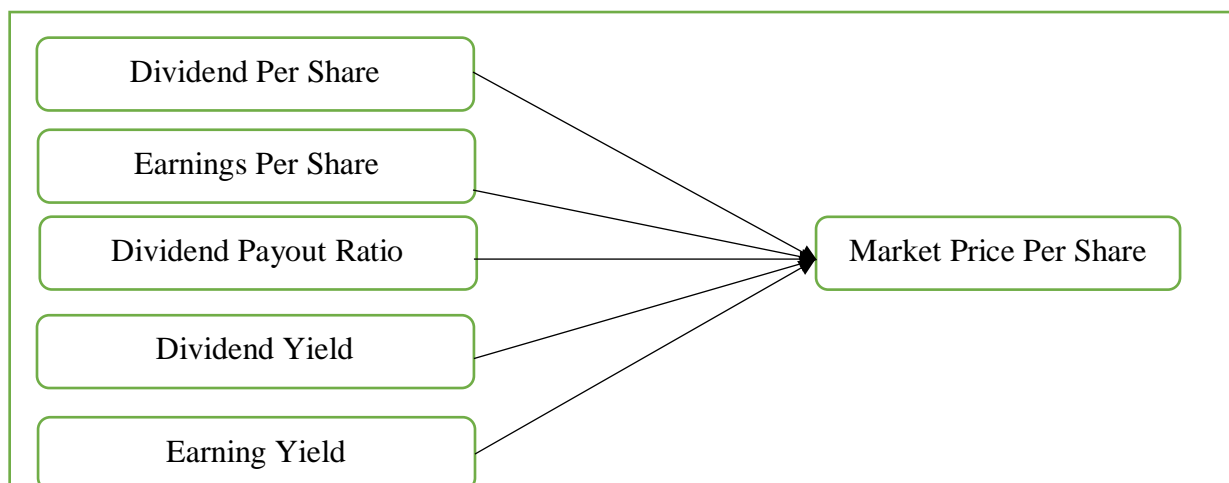 Dividend Per Share
Earnings Per Share
Dividend Payout Ratio
Market Price Per Share
Dividend Yield
Earning Yield